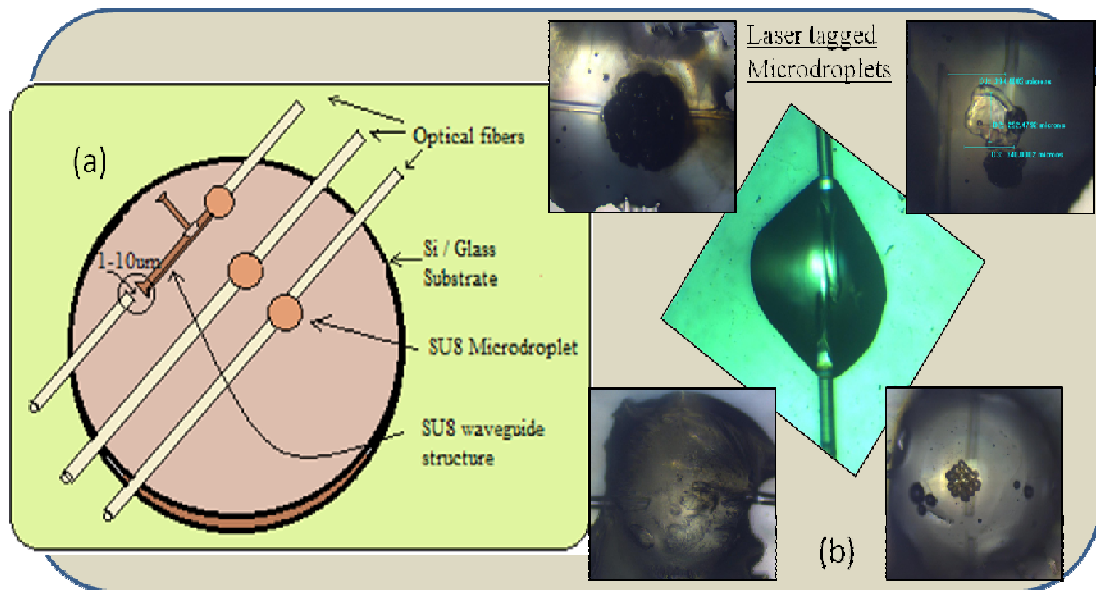 (a)
Optical fibers
1-10um
Si / Glass
Substrate
SU8 Microdroplet
SU8 waveguide
structure
Laser tagged
Microdroplets
(b)